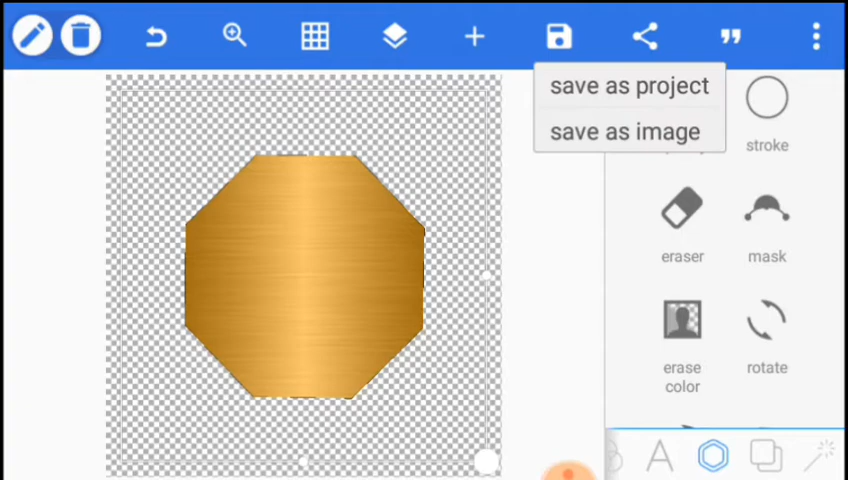 save as project
save as image
stroke
eraser
mask
erase
color
rotate